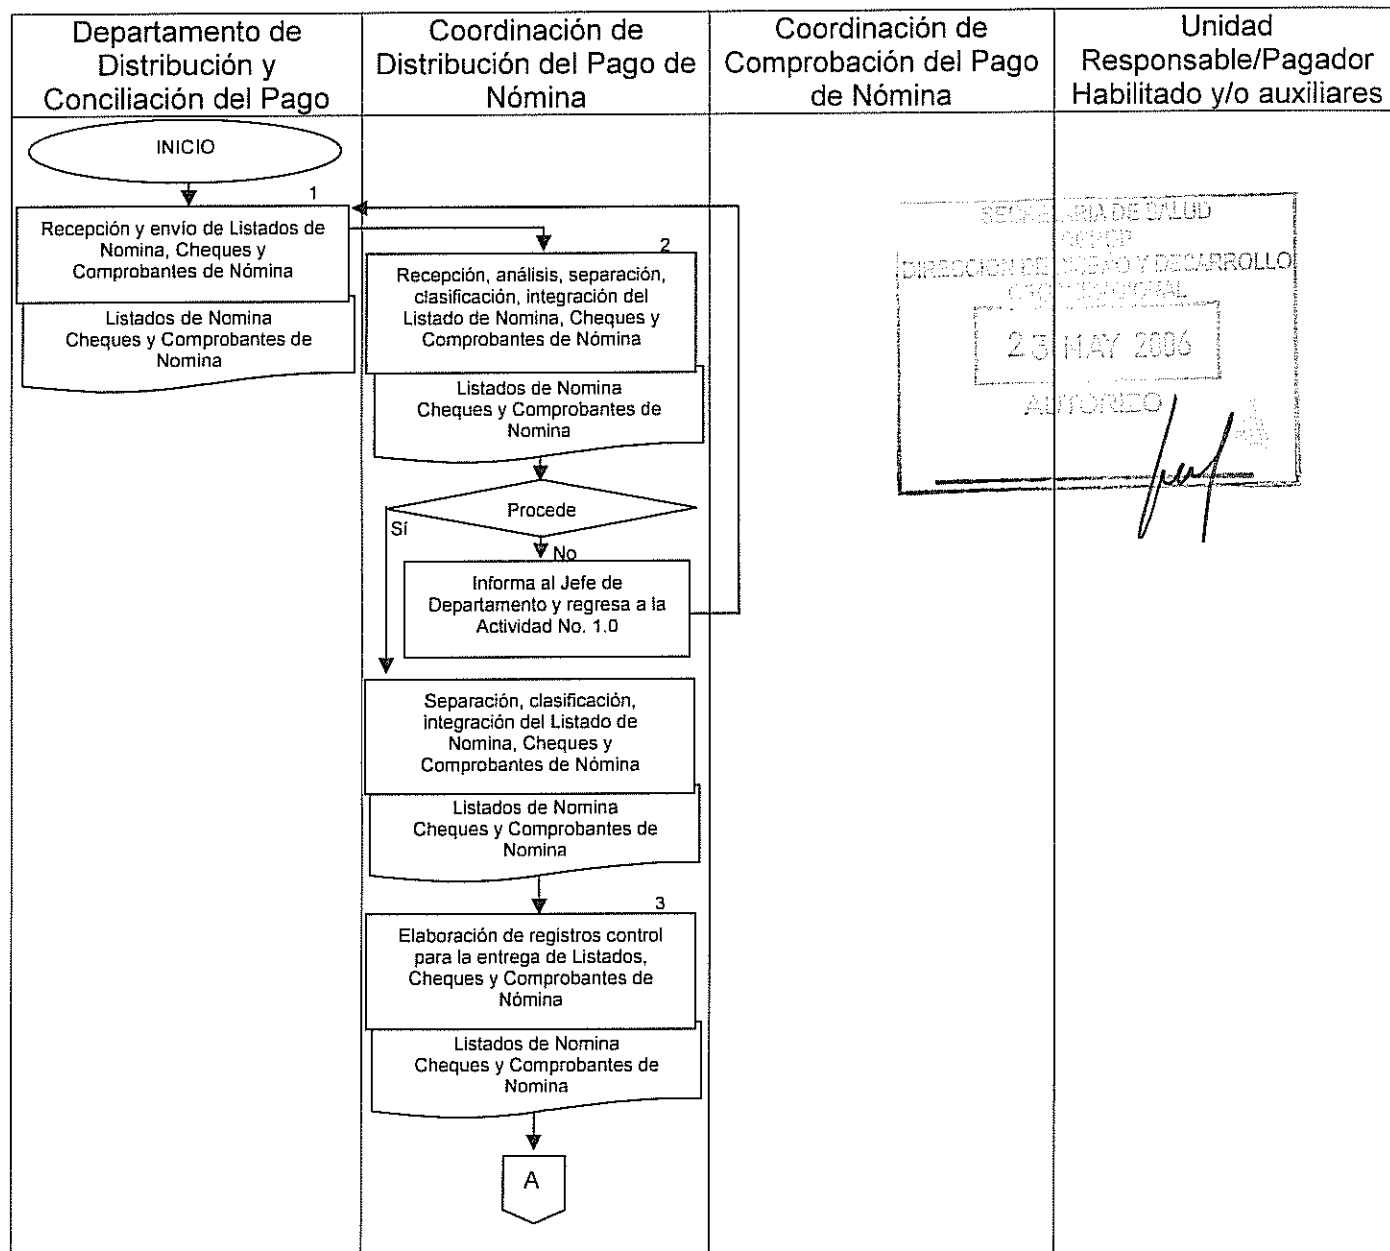 Departamento de
Distribución y
Conciliación del Pago
Coordinación de
Distribución del Pago de
Nómina
Coordinación de
Comprobación del Pago
de Nómina
Unidad
Responsable/Pagador
Habilitado y/o auxiliares
INICIO
1
Recepción y envío de Listados de
Nomina, Cheques y
Comprobantes de Nómina
Listados de Nomina
Cheques y Comprobantes de
Nomina
2
Recepción, análisis, separación,
clasificación, integración del
Listado de Nomina, Cheques y
Comprobantes de Nómina
Listados de Nomina
Cheques y Comprobantes de
Nomina
Procede
Sí
No
Informa al Jefe de
Departamento y regresa a la
Actividad No. 1.0
Separación, clasificación,
integración del Listado de
Nomina, Cheques y
Comprobantes de Nómina
Listados de Nomina
Cheques y Comprobantes de
Nomina
3
Elaboración de registros control
para la entrega de Listados,
Cheques y Comprobantes de
Nómina
Listados de Nomina
Cheques y Comprobantes de
Nomina
A
DE SALUD
DIRECCION Y DESARROLLO
MAY 2006
AUTORIZO